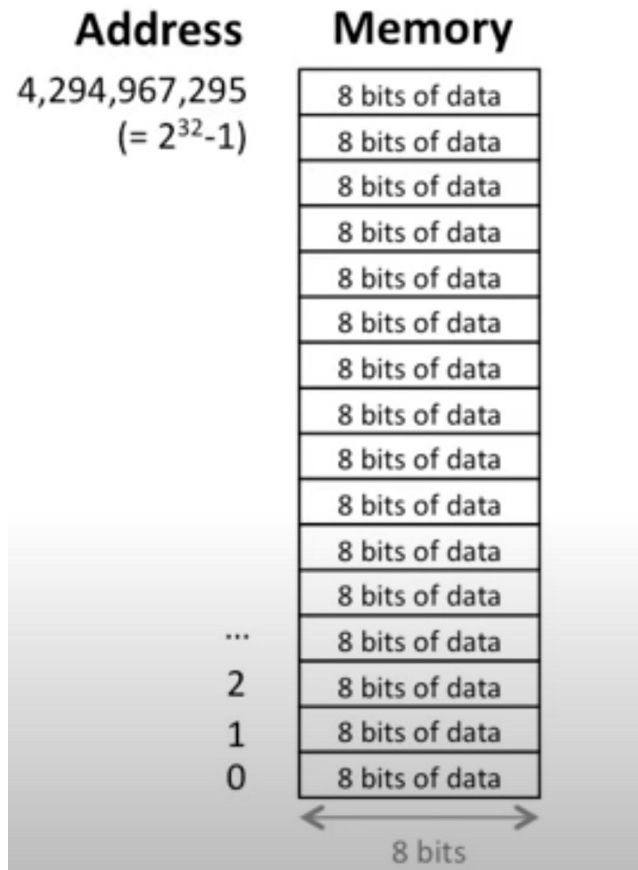 Address Memory
4,294,967,295
(= 2³²-1)
8 bits of data
8 bits of data
8 bits of data
8 bits of data
8 bits of data
8 bits of data
8 bits of data
8 bits of data
8 bits of data
8 bits of data
8 bits of data
8 bits of data
... 8 bits of data
2 8 bits of data
1 8 bits of data
0 8 bits of data
8 bits